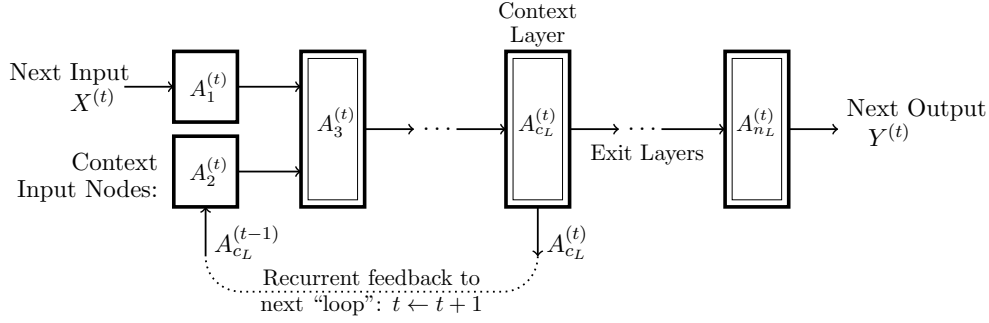 Context
Layer
Next Input
X^{(t)}
A_1^{(t)}
A_3^{(t)}
···
A_{c_L}^{(t)}
···
Exit Layers
A_{n_L}^{(t)}
Next Output
Y^{(t)}
Context
Input Nodes:
A_2^{(t)}
A_{c_L}^{(t−1)}
A_{c_L}^{(t)}
Recurrent feedback to
next “loop”: t ← t + 1